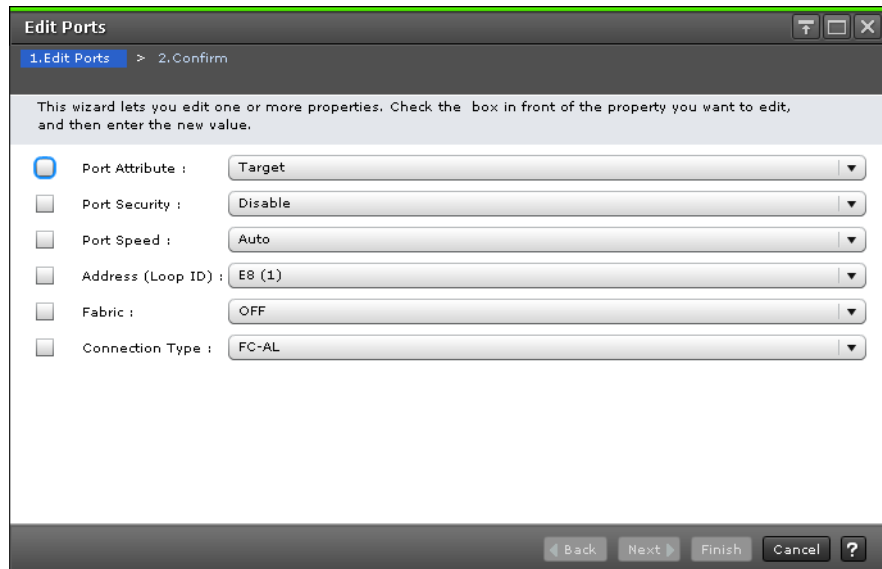 Edit Ports
1.Edit Ports > 2.Confirm
This wizard lets you edit one or more properties. Check the box in front of the property you want to edit,
and then enter the new value.
Port Attribute : Target
Port Security : Disable
Port Speed : Auto
Address (Loop ID) : E8 (1)
Fabric : OFF
Connection Type : FC-AL
Back Next Finish Cancel ?